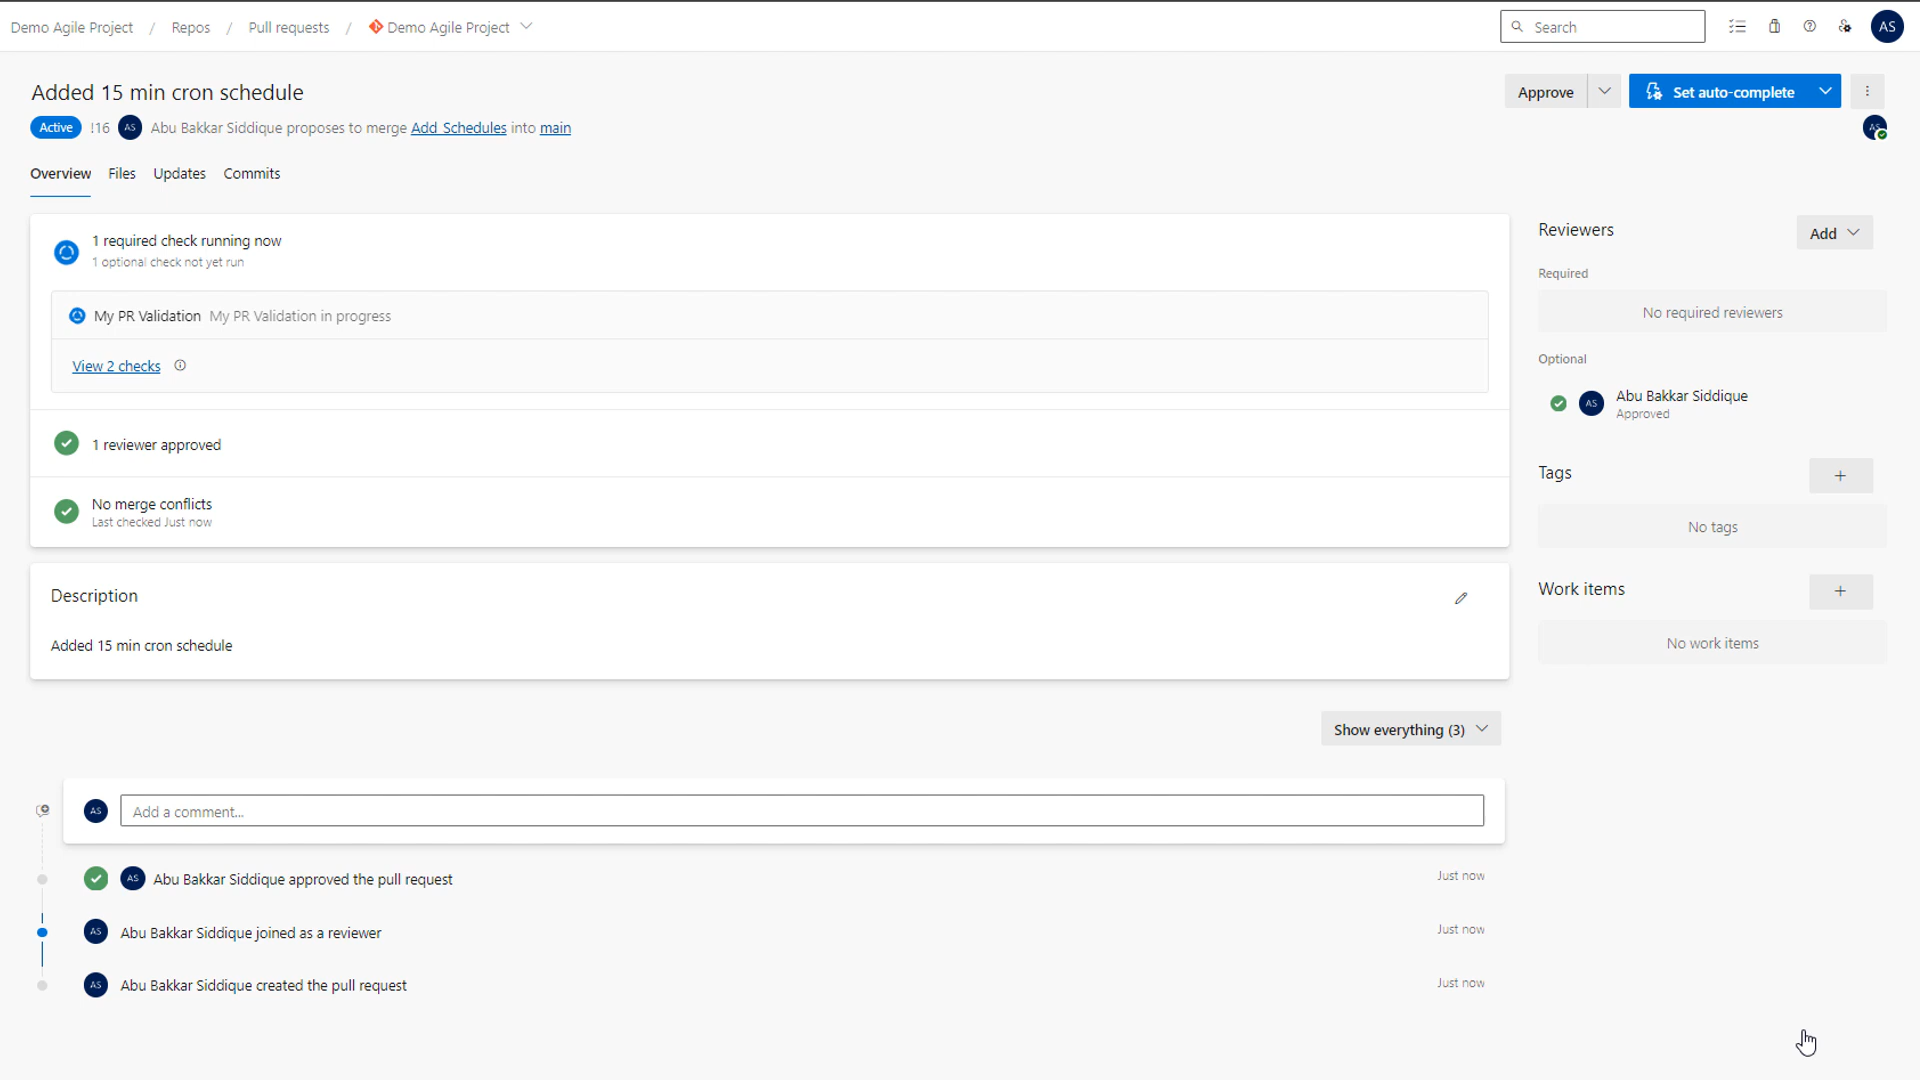 Demo Agile Project / Repos / Pull requests / Demo Agile Project
Search
AS
Added 15 min cron schedule
Approve
Set auto-complete
Active !16 AS Abu Bakkar Siddique proposes to merge Add_Schedules into main
AS
Overview Files Updates Commits
1 required check running now
1 optional check not yet run
My PR Validation My PR Validation in progress
View 2 checks
1 reviewer approved
No merge conflicts
Last checked Just now
Reviewers
Add
Required
No required reviewers
Optional
AS Abu Bakkar Siddique
Approved
Tags
No tags
Work items
No work items
Description
Added 15 min cron schedule
Show everything (3)
AS Add a comment...
AS Abu Bakkar Siddique approved the pull request Just now
AS Abu Bakkar Siddique joined as a reviewer Just now
AS Abu Bakkar Siddique created the pull request Just now